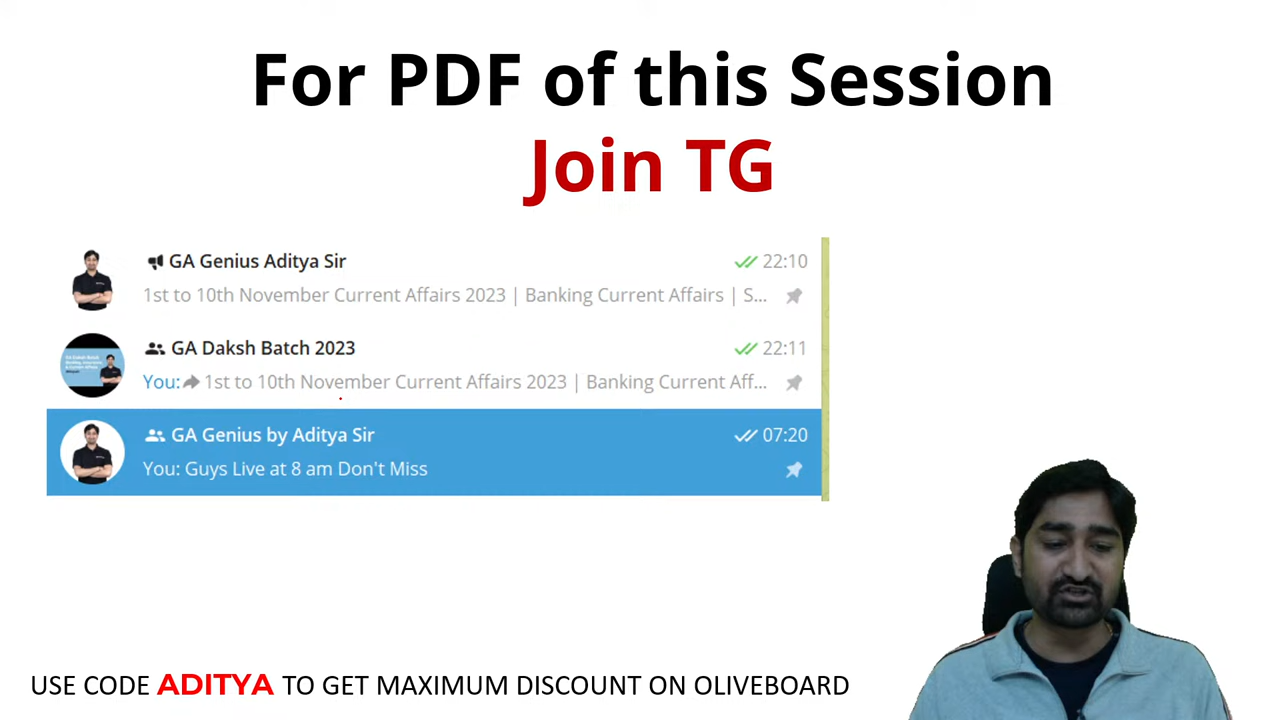 For PDF of this Session
Join TG
GA Genius Aditya Sir 22:10
1st to 10th November Current Affairs 2023 | Banking Current Affairs | S...
GA Daksh Batch 2023 22:11
You: 1st to 10th November Current Affairs 2023 | Banking Current Aff...
GA Genius by Aditya Sir 07:20
You: Guys Live at 8 am Don't Miss
USE CODE ADITYA TO GET MAXIMUM DISCOUNT ON OLIVEBOARD